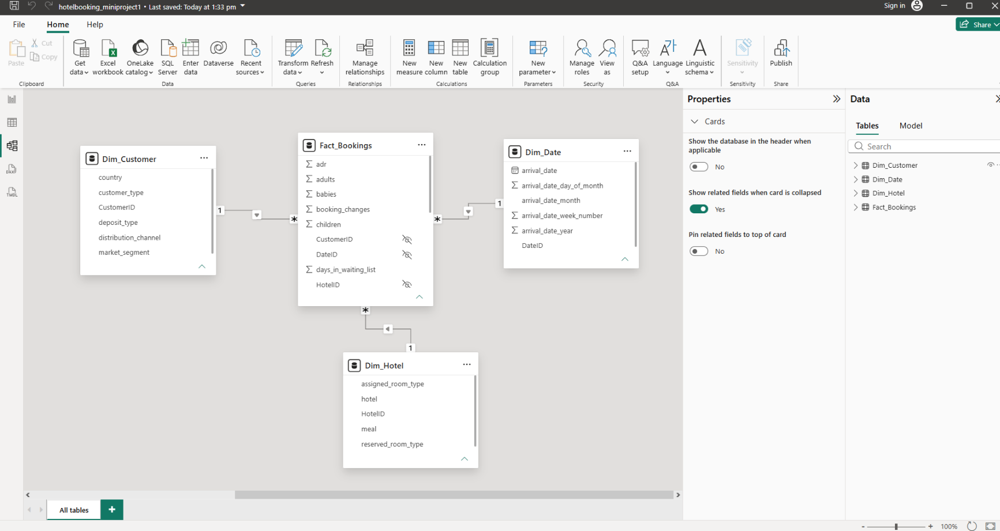 hotelbooking_miniproject1 • Last saved: Today at 1:33 pm
Sign in
File Home Help
Share
Paste
Cut
Copy
Get data
Excel workbook
OneLake catalog
SQL Server
Enter data
Dataverse
Recent sources
Transform data
Refresh
Manage relationships
New measure
New column
New table
Calculation group
New parameter
Manage roles
View as
Q&A setup
Language
Linguistic schema
Sensitivity
Publish
Clipboard
Data
Queries
Relationships
Calculations
Parameters
Security
Q&A
Sensitivity
Share
DAX
TMDL
Dim_Customer
country
customer_type
CustomerID
deposit_type
distribution_channel
market_segment
1
*
Fact_Bookings
adr
adults
babies
booking_changes
children
CustomerID
DateID
days_in_waiting_list
HotelID
*
1
Dim_Date
arrival_date
arrival_date_day_of_month
arrival_date_month
arrival_date_week_number
arrival_date_year
DateID
*
1
Dim_Hotel
assigned_room_type
hotel
HotelID
meal
reserved_room_type
Properties
Cards
Show the database in the header when
applicable
No
Show related fields when card is collapsed
Yes
Pin related fields to top of card
No
Data
Tables Model
Search
Dim_Customer
Dim_Date
Dim_Hotel
Fact_Bookings
All tables
+
- + 100%